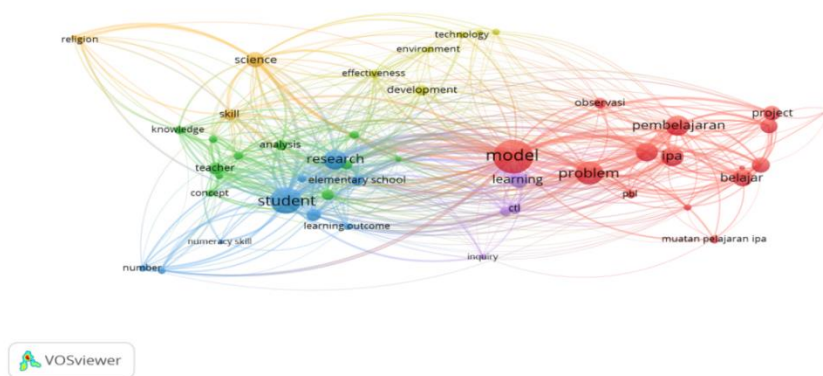 technology
religion
environment
science
effectiveness
development
observasi
skill
project
pembelajaran
knowledge
analysis
model
research
ipa
teacher
learning
problem
elementary school
belajar
concept
student
pbl
ctl
learning outcome
numeracy skill
muatan pelajaran ipa
inquiry
number
VOSviewer